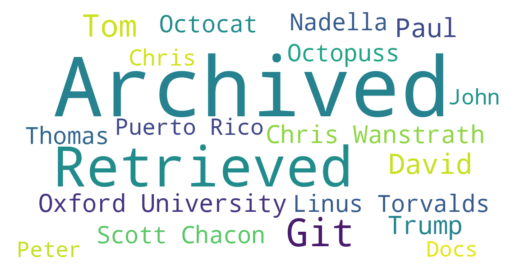 Tom Octocat Nadella Paul
Chris Octopuss
Archived John
Thomas Puerto Rico Chris Wanstrath
Retrieved David
Oxford University Linus Torvalds
Scott Chacon Git Trump
Peter Docs